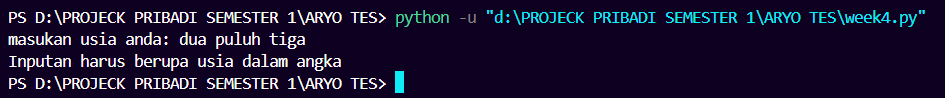 PS D:\PROJECK PRIBADI SEMESTER 1\ARYO TES> python -u "d:\PROJECK PRIBADI SEMESTER 1\ARYO TES\week4.py"
masukan usia anda: dua puluh tiga
Inputan harus berupa usia dalam angka
PS D:\PROJECK PRIBADI SEMESTER 1\ARYO TES>